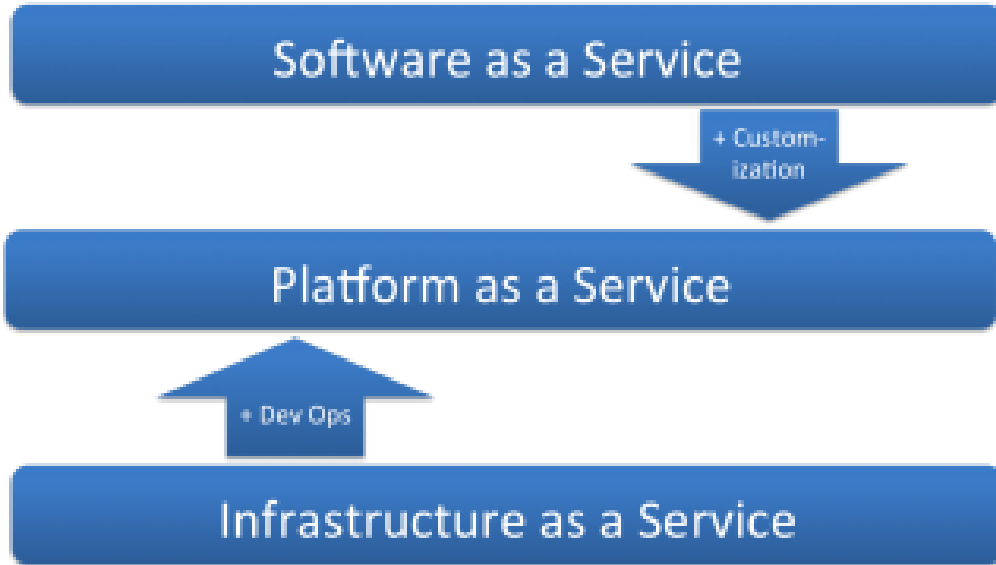 Software as a Service
+ Custom-
ization
Platform as a Service
+ Dev Ops
Infrastructure as a Service